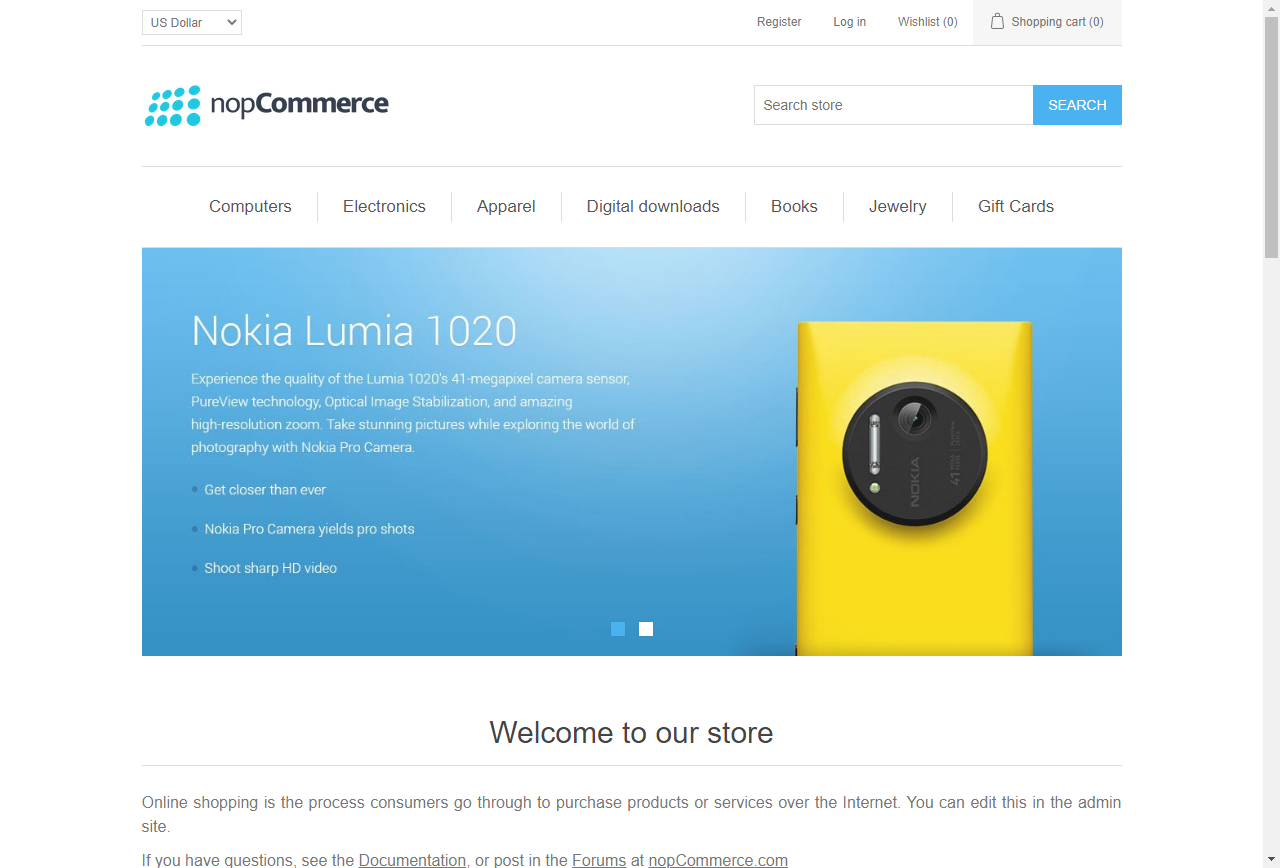 US Dollar
Register
Log in
Wishlist (0)
Shopping cart (0)
nopCommerce
Search store
SEARCH
Computers
Electronics
Apparel
Digital downloads
Books
Jewelry
Gift Cards
Nokia Lumia 1020
Experience the quality of the Lumia 1020's 41-megapixel camera sensor,
PureView technology, Optical Image Stabilization, and amazing
high-resolution zoom. Take stunning pictures while exploring the world of
photography with Nokia Pro Camera.
Get closer than ever
Nokia Pro Camera yields pro shots
Shoot sharp HD video
NOKIA
41
Welcome to our store
Online shopping is the process consumers go through to purchase products or services over the Internet. You can edit this in the admin
site.
If you have questions, see the Documentation, or post in the Forums at nopCommerce.com